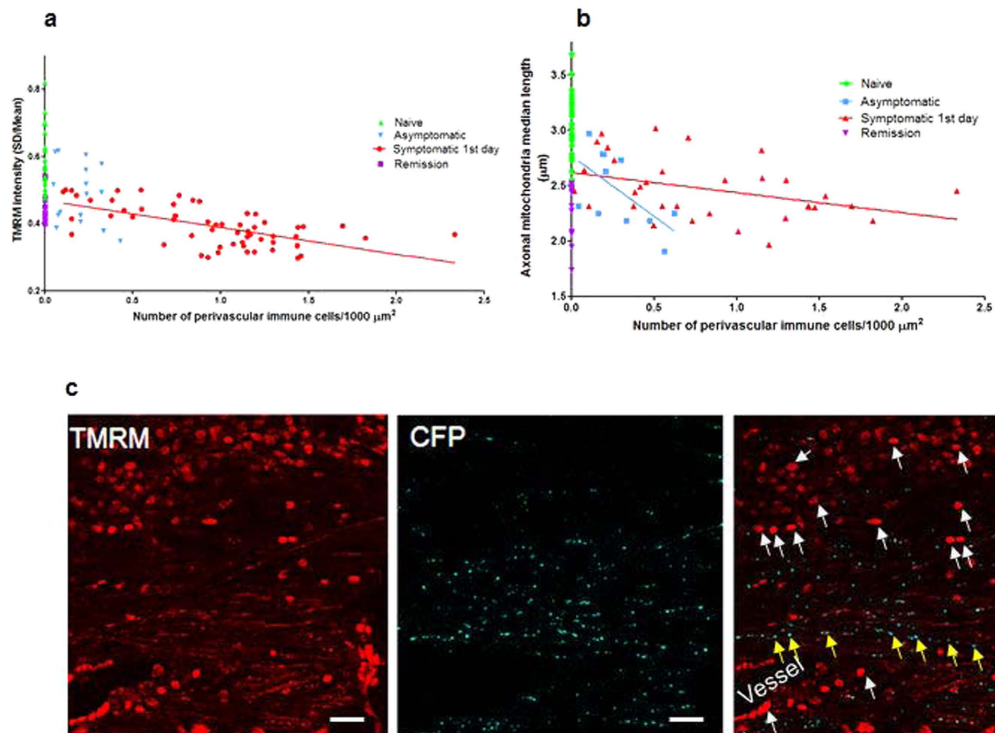 a
TMRM Intensity (SD/Mean)
0.8
0.6
0.4
0.2
0.0
0.5
1.0
1.5
2.0
2.5
Number of perivascular immune cells/1000 μm²
Naive
Asymptomatic
Symptomatic 1st day
Remission
b
Axonal mitochondria median length
(μm)
3.5
3.0
2.5
2.0
1.5
0.0
0.5
1.0
1.5
2.0
2.5
Number of perivascular immune cells/1000 μm²
Naive
Asymptomatic
Symptomatic 1st day
Remission
c
TMRM
CFP
Vessel